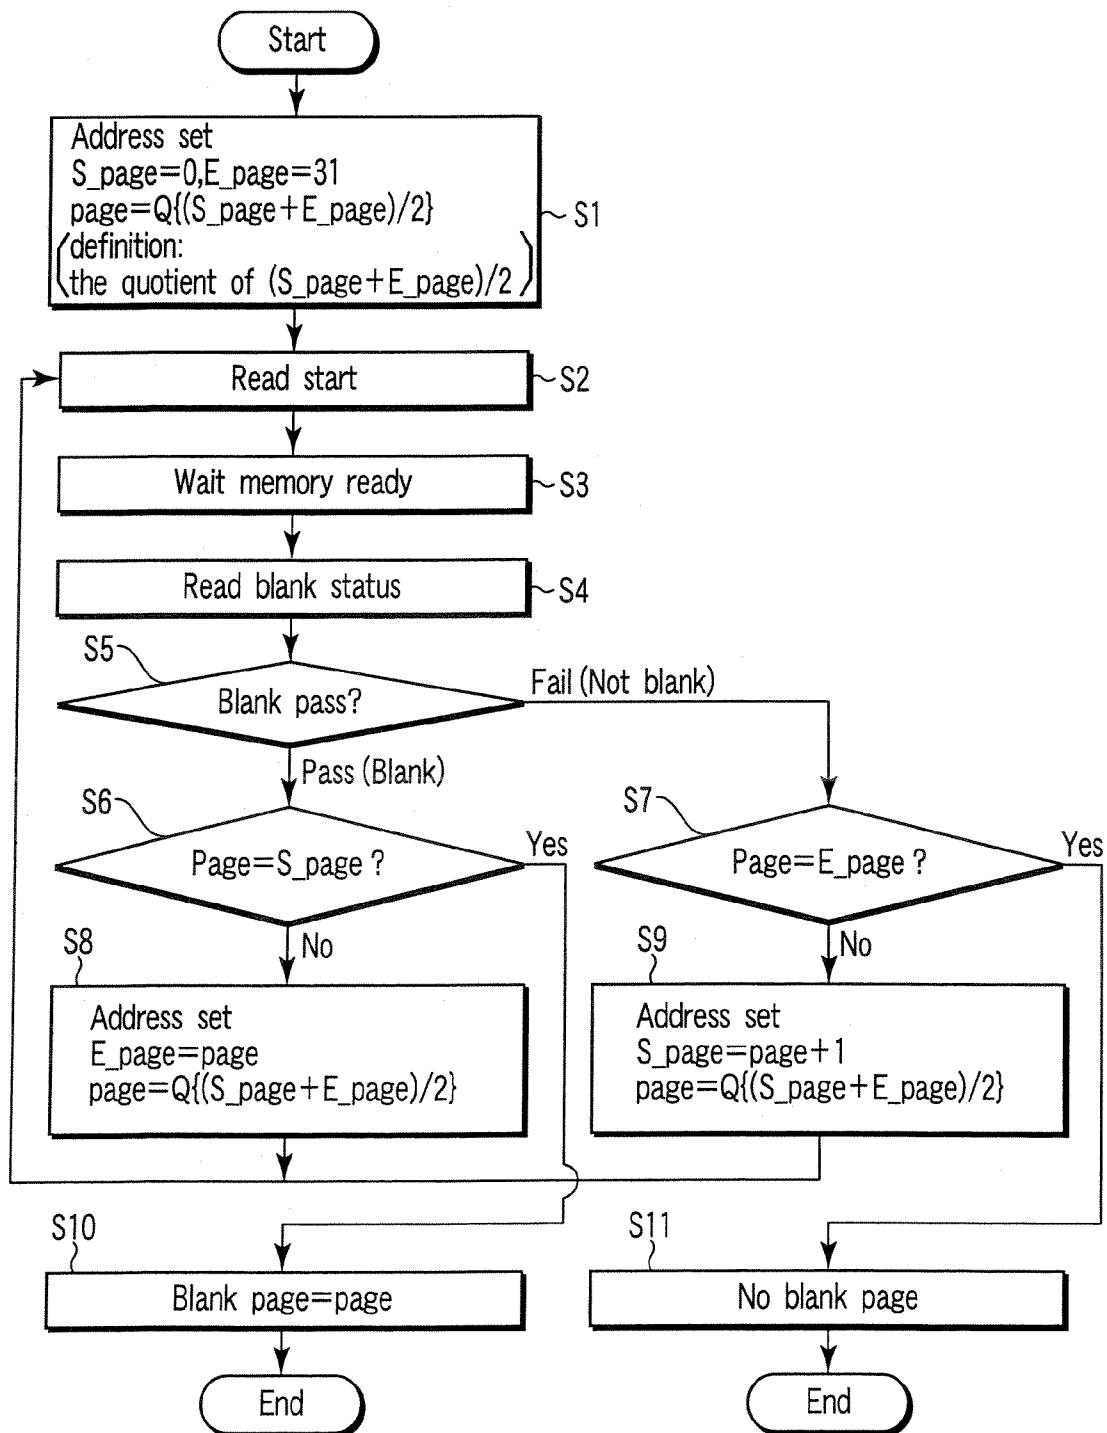 Start
Address set
S_page=0,E_page=31
page=Q{(S_page+E_page)/2}
(definition:
the quotient of (S_page+E_page)/2)
S1
Read start
S2
Wait memory ready
S3
Read blank status
S4
S5
Blank pass?
Fail (Not blank)
Pass (Blank)
S6
Page=S_page?
Yes
S7
Page=E_page?
Yes
No
No
S8
Address set
E_page=page
page=Q{(S_page+E_page)/2}
S9
Address set
S_page=page+1
page=Q{(S_page+E_page)/2}
S10
Blank page=page
S11
No blank page
End
End